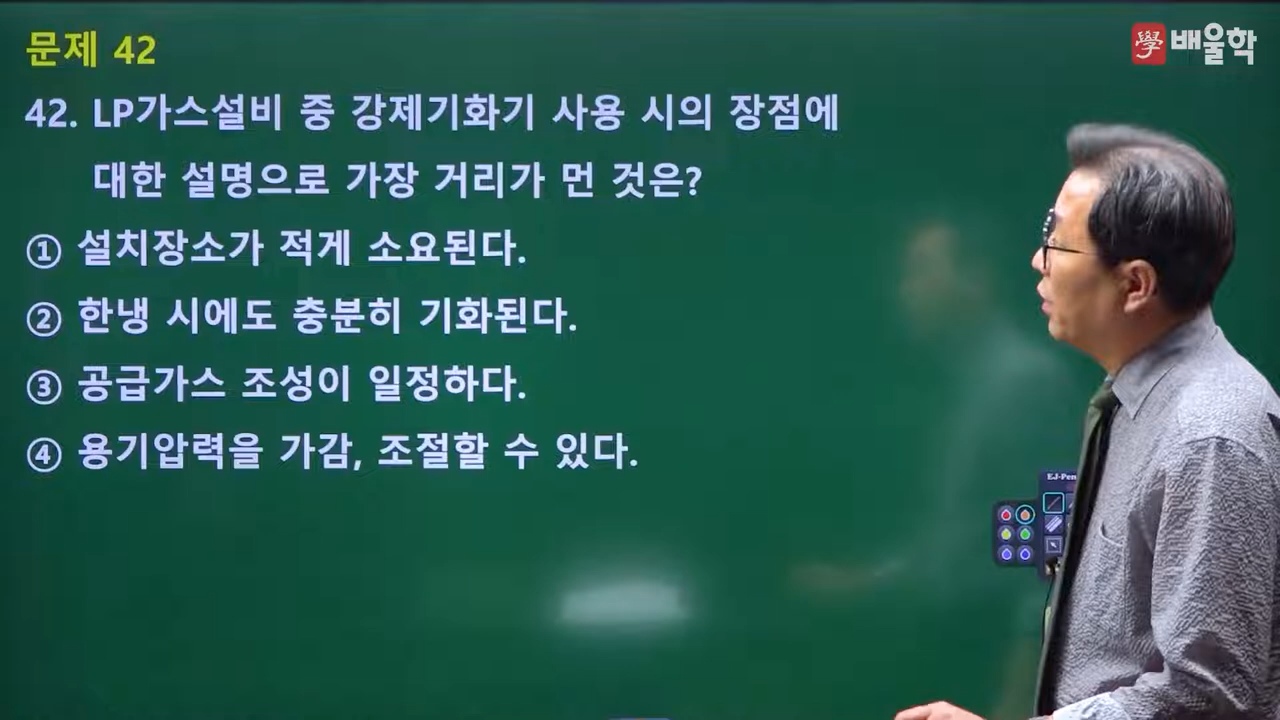 문제 42
學 배울학
42. LP가스설비 중 강제기화기 사용 시의 장점에
대한 설명으로 가장 거리가 먼 것은?
① 설치장소가 적게 소요된다.
② 한냉 시에도 충분히 기화된다.
③ 공급가스 조성이 일정하다.
④ 용기압력을 가감, 조절할 수 있다.
EJ-Pen